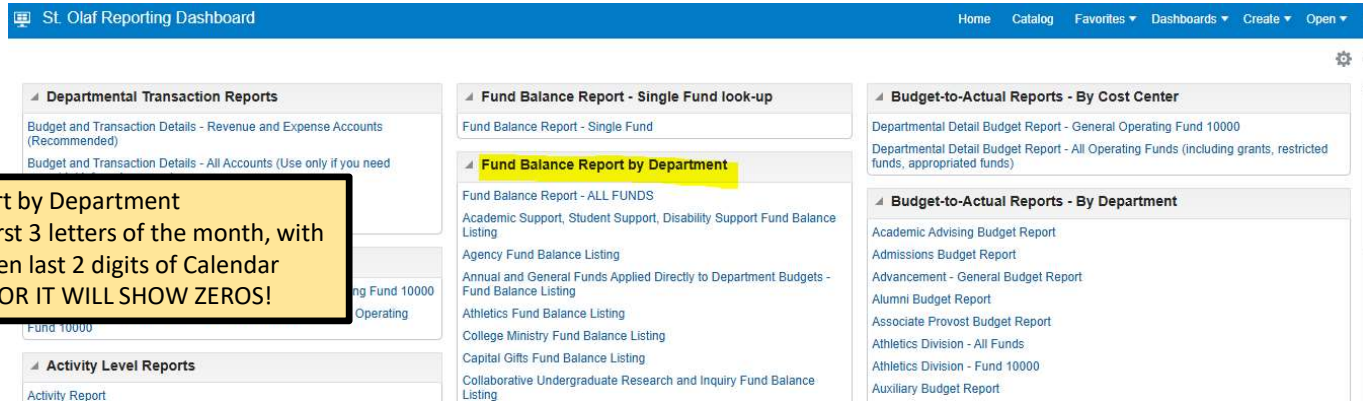 St. Olaf Reporting Dashboard
Home Catalog Favorites Dashboards Create Open
Departmental Transaction Reports
Budget and Transaction Details - Revenue and Expense Accounts
(Recommended)
Budget and Transaction Details - All Accounts (Use only if you need
rt by Department
rst 3 letters of the month, with
en last 2 digits of Calendar
OR IT WILL SHOW ZEROS!
ng Fund 10000
Operating
Fund 10000
Activity Level Reports
Activity Report
Fund Balance Report - Single Fund look-up
Fund Balance Report - Single Fund
Fund Balance Report by Department
Fund Balance Report - ALL FUNDS
Academic Support, Student Support, Disability Support Fund Balance
Listing
Agency Fund Balance Listing
Annual and General Funds Applied Directly to Department Budgets -
Fund Balance Listing
Athletics Fund Balance Listing
College Ministry Fund Balance Listing
Capital Gifts Fund Balance Listing
Collaborative Undergraduate Research and Inquiry Fund Balance
Listing
Budget-to-Actual Reports - By Cost Center
Departmental Detail Budget Report - General Operating Fund 10000
Departmental Detail Budget Report - All Operating Funds (including grants, restricted
funds, appropriated funds)
Budget-to-Actual Reports - By Department
Academic Advising Budget Report
Admissions Budget Report
Advancement - General Budget Report
Alumni Budget Report
Associate Provost Budget Report
Athletics Division - All Funds
Athletics Division - Fund 10000
Auxiliary Budget Report